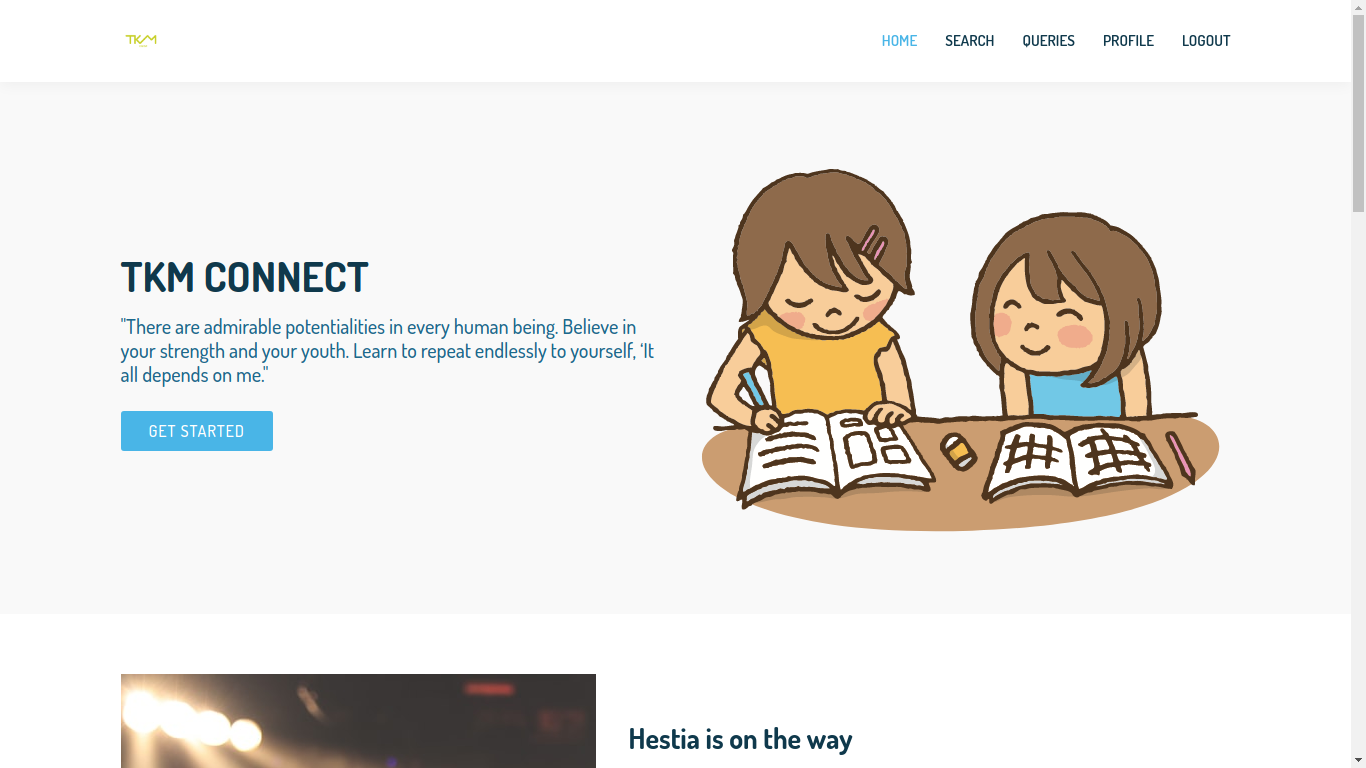 TKM
HOME
SEARCH
QUERIES
PROFILE
LOGOUT
TKM CONNECT
"There are admirable potentialities in every human being. Believe in
your strength and your youth. Learn to repeat endlessly to yourself, ‘It
all depends on me."
GET STARTED
Hestia is on the way